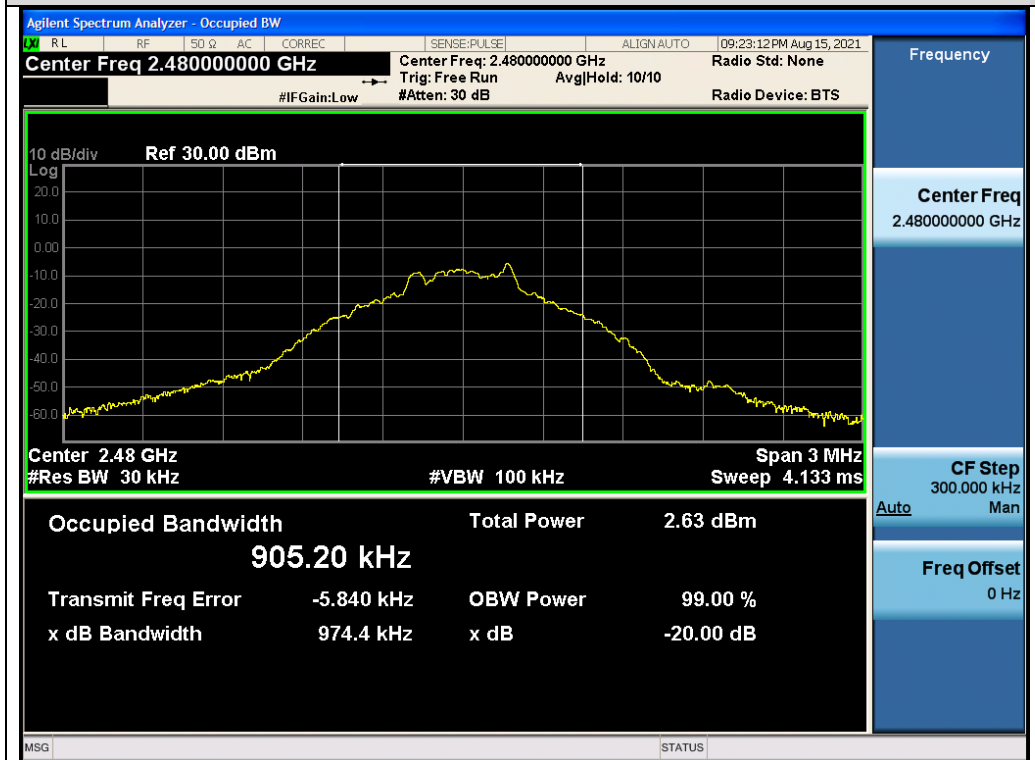 Agilent Spectrum Analyzer - Occupied BW
LXI RL RF 50 Ω AC CORREC SENSE:PULSE ALIGN AUTO 09:23:12 PM Aug 15, 2021
Center Freq 2.480000000 GHz
Center Freq: 2.480000000 GHz Radio Std: None
Trig: Free Run Avg|Hold: 10/10
#IFGain:Low #Atten: 30 dB Radio Device: BTS
10 dB/div Ref 30.00 dBm
Log
20.0
10.0
0.00
-10.0
-20.0
-30.0
-40.0
-50.0
-60.0
Center 2.48 GHz Span 3 MHz
#Res BW 30 kHz #VBW 100 kHz Sweep 4.133 ms
Occupied Bandwidth Total Power 2.63 dBm
905.20 kHz
Transmit Freq Error -5.840 kHz OBW Power 99.00 %
x dB Bandwidth 974.4 kHz x dB -20.00 dB
MSG STATUS
Frequency
Center Freq
2.480000000 GHz
CF Step
300.000 kHz
Auto Man
Freq Offset
0 Hz